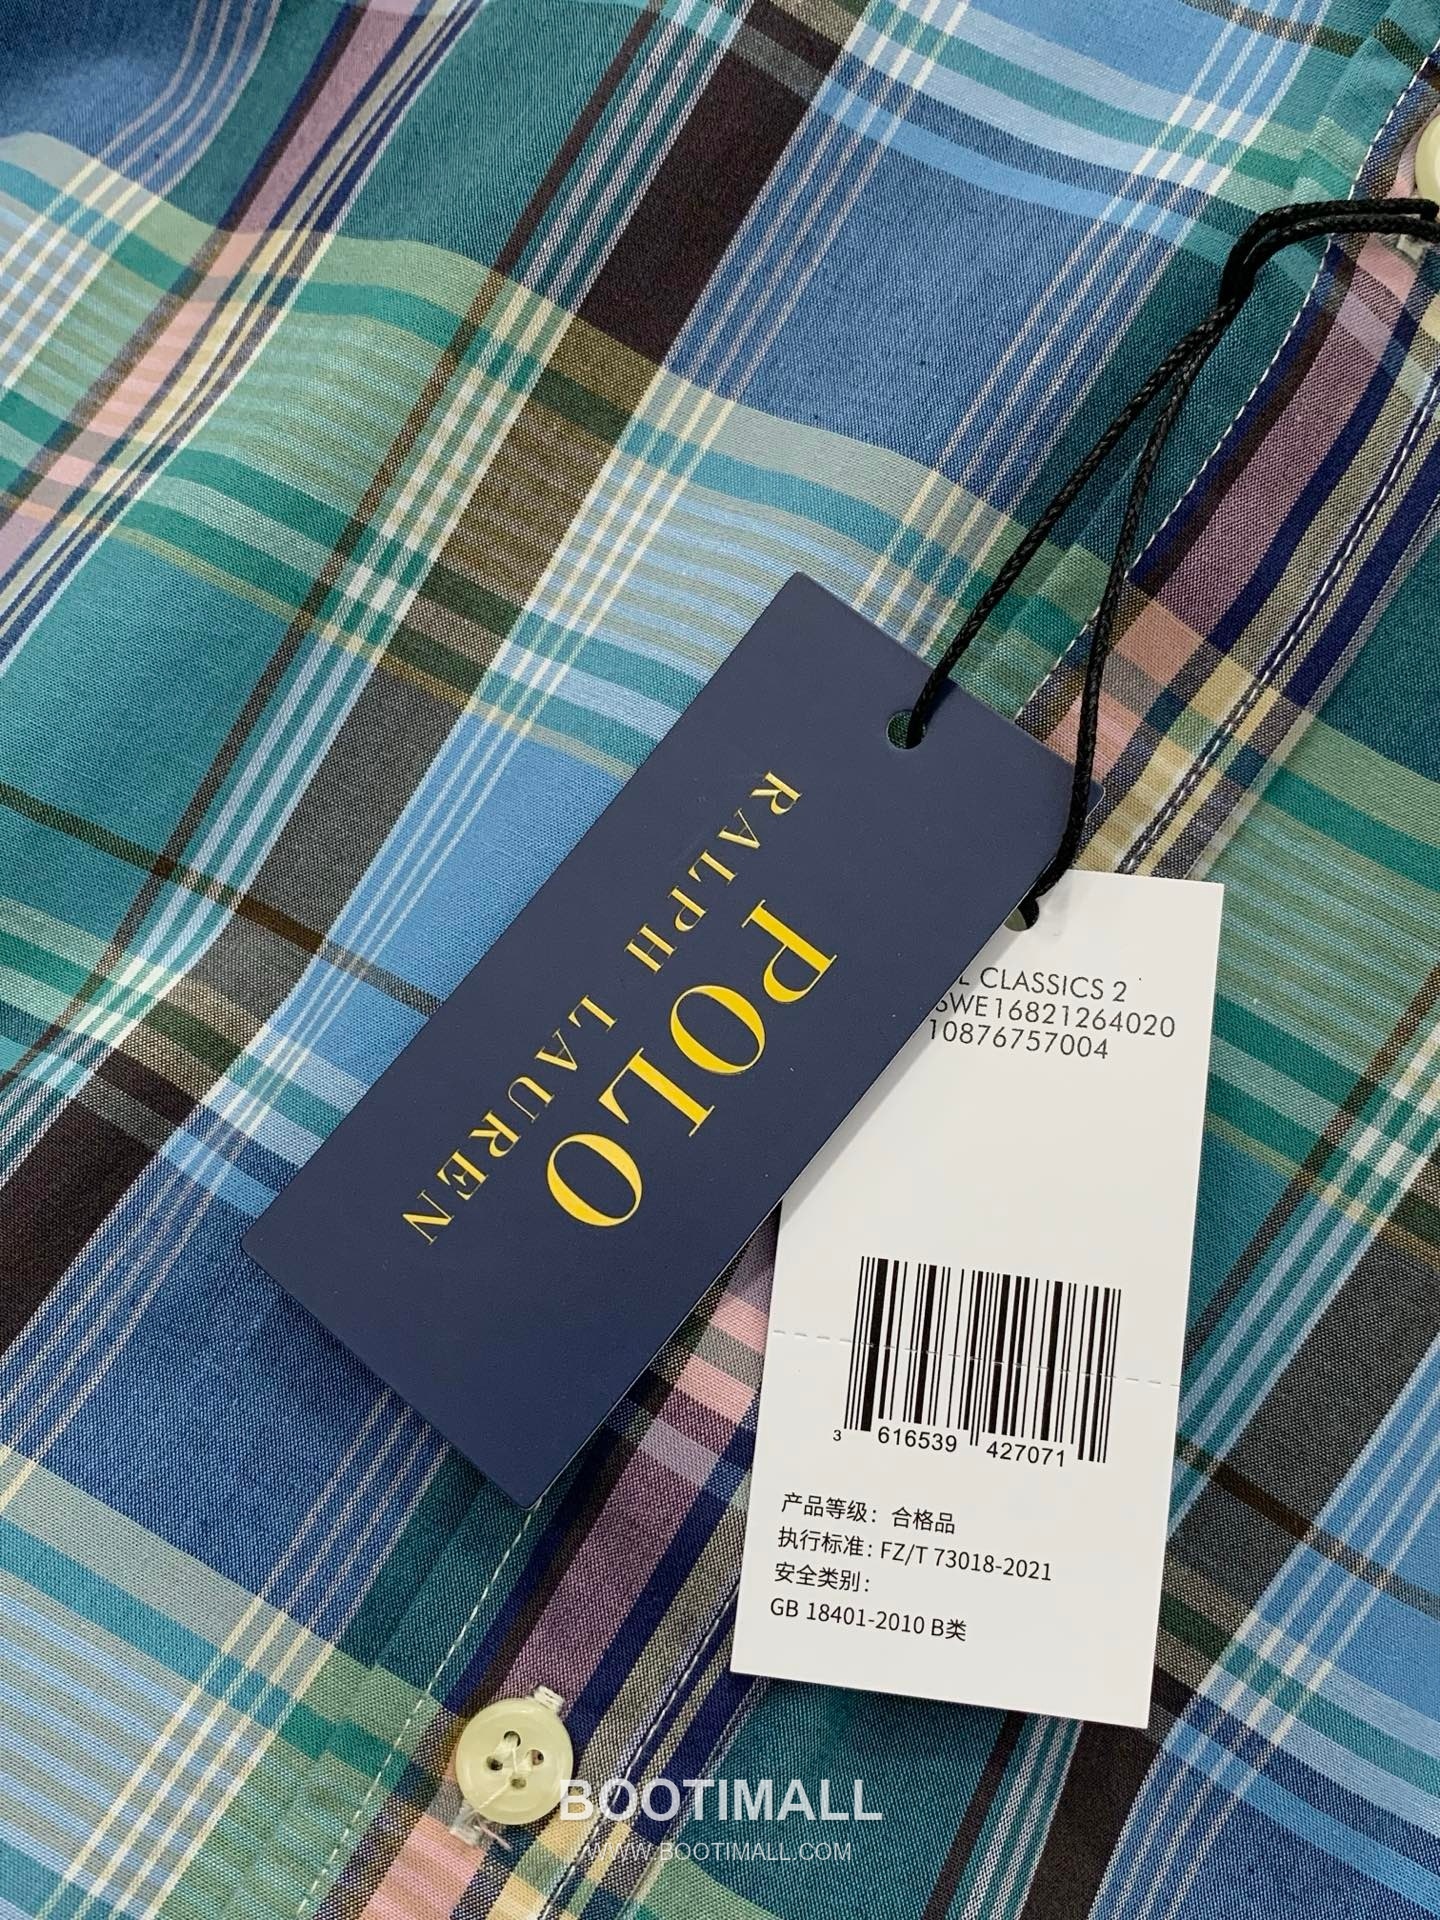 POLO
RALPH LAUREN
CLASSICS 2
SWE16821264020
10876757004
3 616539 427071
产品等级：合格品
执行标准：FZ/T 73018-2021
安全类别：
GB 18401-2010 B类
BOOTIMALL
WWW.BOOTIMALL.COM